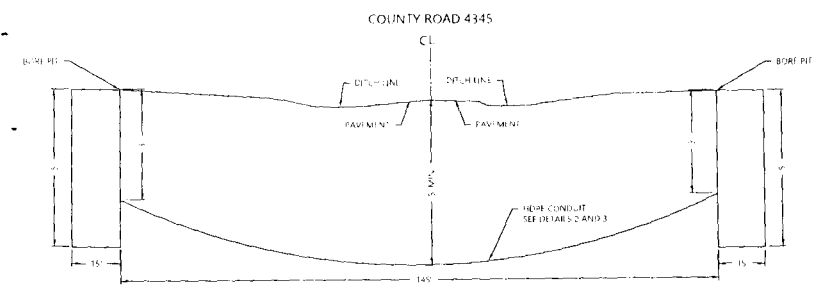 COUNTY ROAD 4345
CL
BORE PIT
BORE PIT
DITCH LINE
DITCH LINE
PAVEMENT
PAVEMENT
MIN
HDPE CONDUIT
SEE DETAILS 2 AND 3
15'
145'
15'